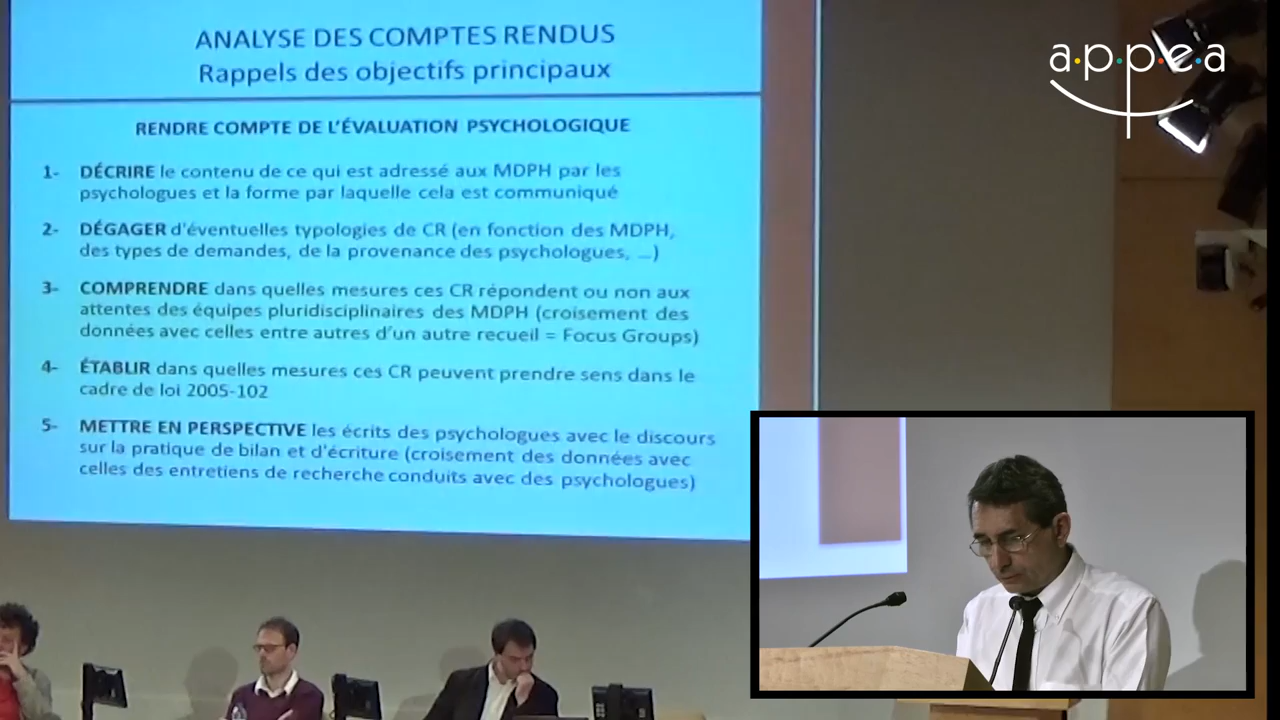 ANALYSE DES COMPTES RENDUS
Rappels des objectifs principaux
RENDRE COMPTE DE L'ÉVALUATION PSYCHOLOGIQUE
1- DÉCRIRE le contenu de ce qui est adressé aux MDPH par les
psychologues et la forme par laquelle cela est communiqué
2- DÉGAGER d'éventuelles typologies de CR (en fonction des MDPH,
des types de demandes, de la provenance des psychologues, ...)
3- COMPRENDRE dans quelles mesures ces CR répondent ou non aux
attentes des équipes pluridisciplinaires des MDPH (croisement des
données avec celles entre autres d'un autre recueil = Focus Groups)
4- ÉTABLIR dans quelles mesures ces CR peuvent prendre sens dans le
cadre de loi 2005-102
5- METTRE EN PERSPECTIVE les écrits des psychologues avec le discours
sur la pratique de bilan et d'écriture (croisement des données avec
celles des entretiens de recherche conduits avec des psychologues)
a·p·p·e·a